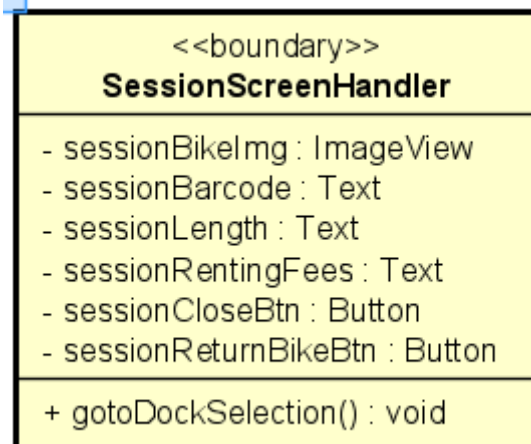 <<boundary>>
SessionScreenHandler
- sessionBikeImg : ImageView
- sessionBarcode : Text
- sessionLength : Text
- sessionRentingFees : Text
- sessionCloseBtn : Button
- sessionReturnBikeBtn : Button
+ gotoDockSelection() : void